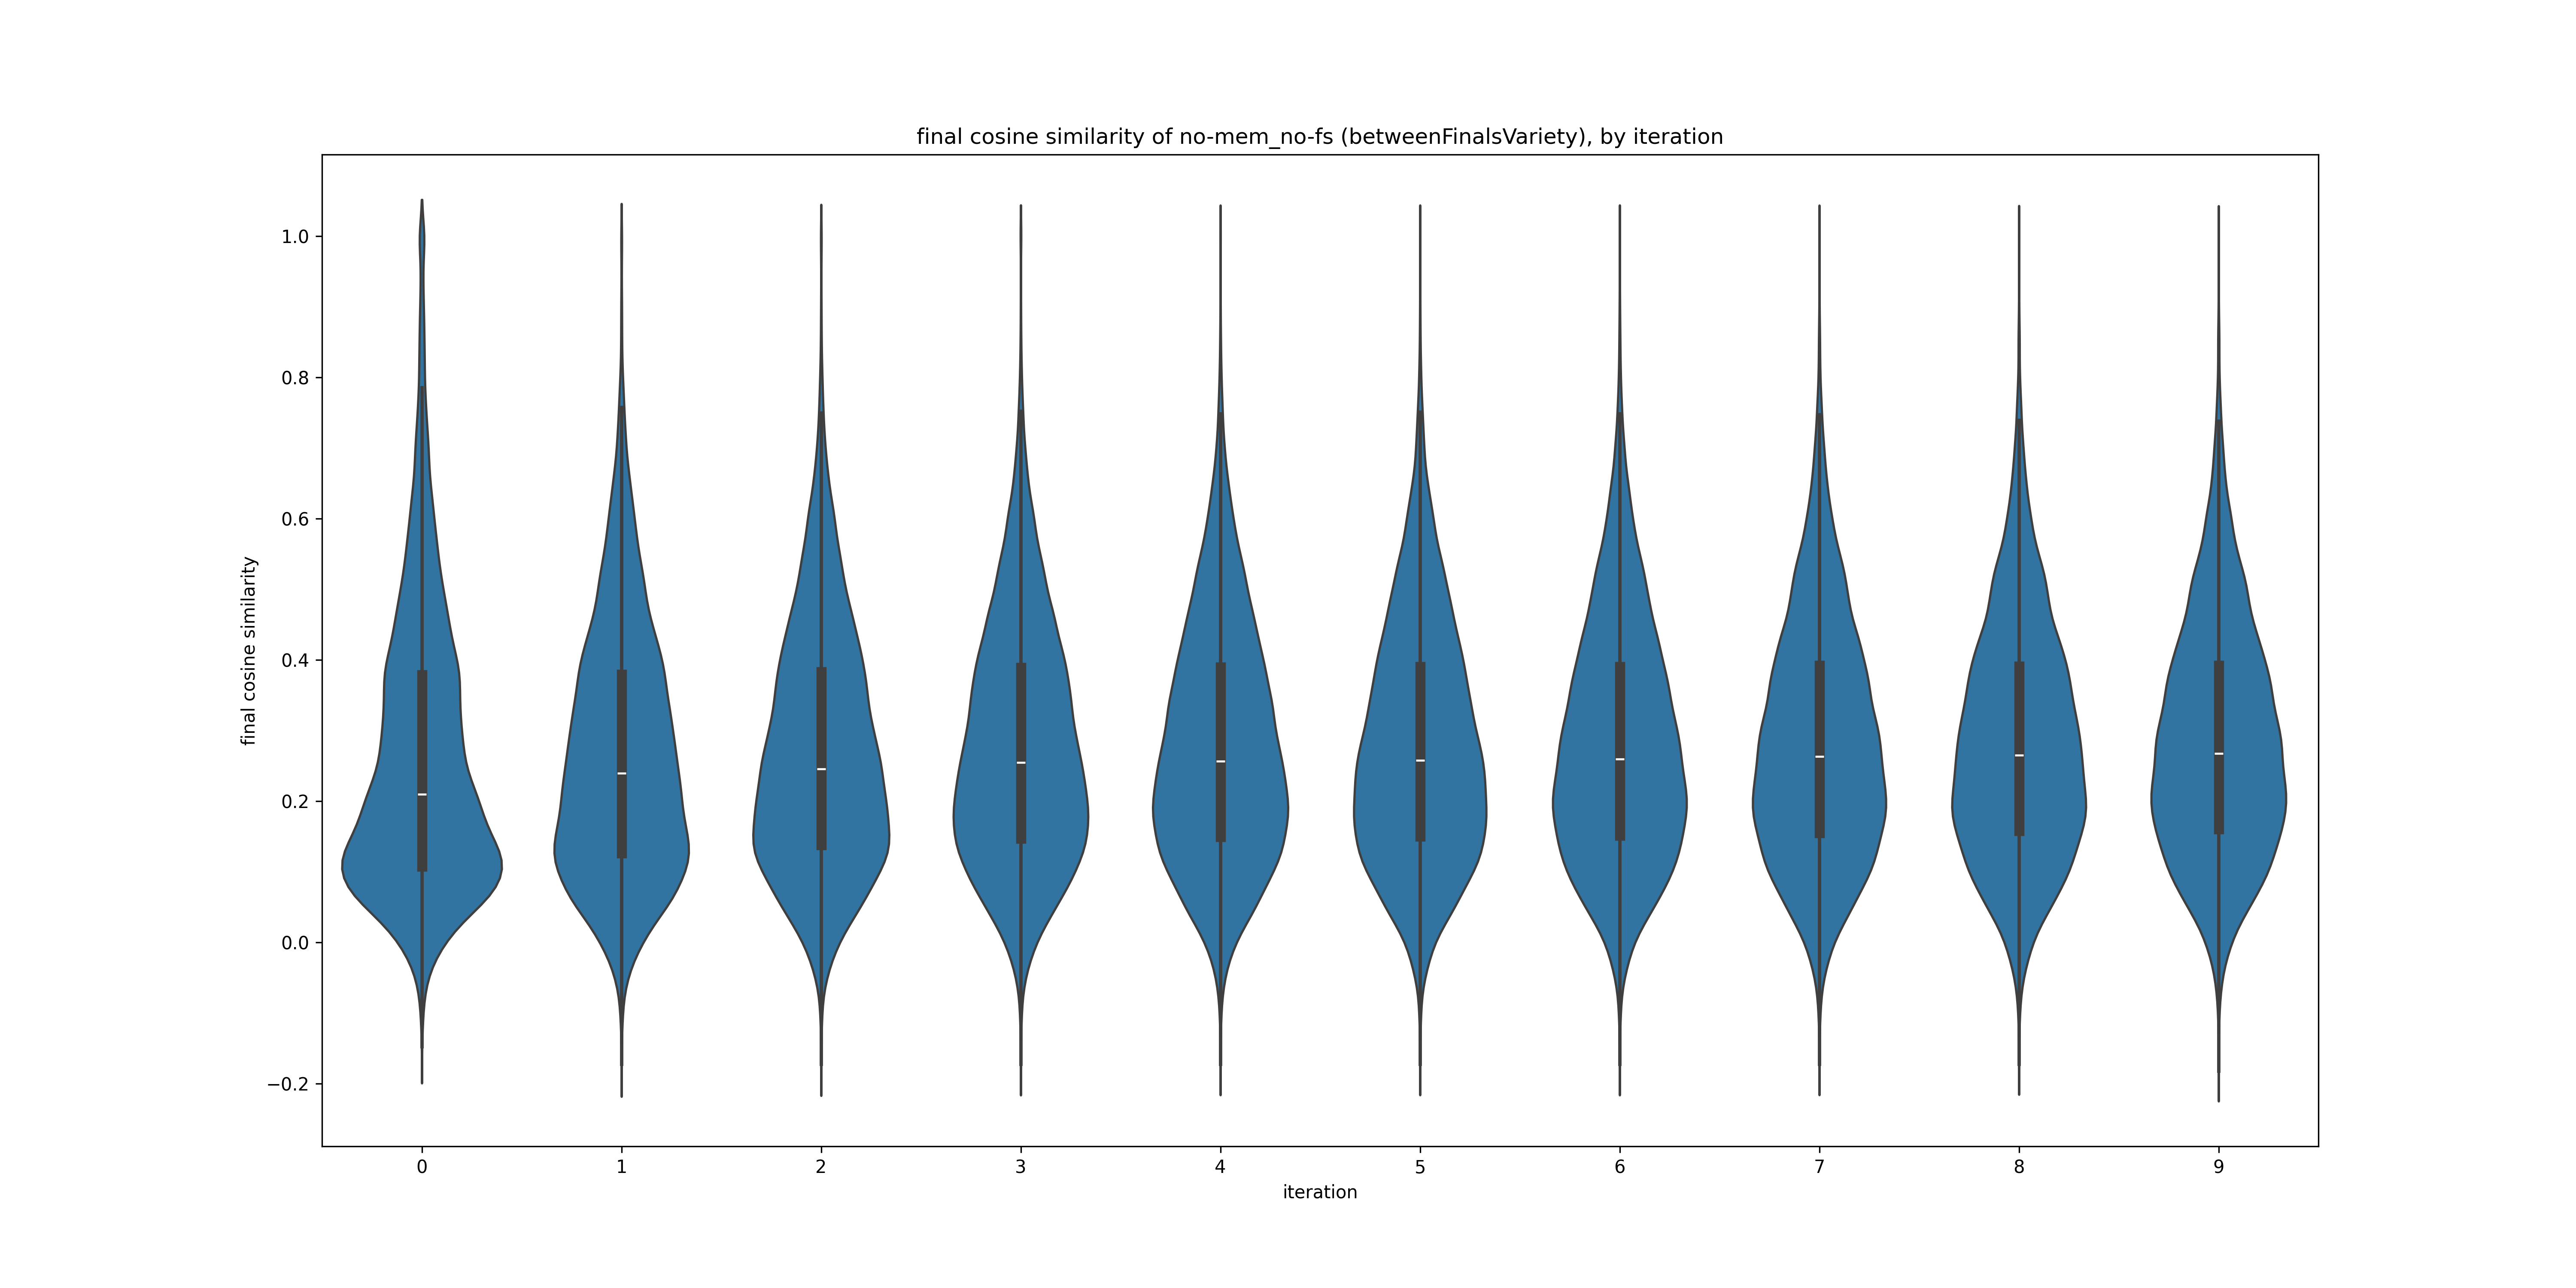 final cosine similarity of no-mem_no-fs (betweenFinalsVariety), by iteration
final cosine similarity
1.0
0.8
0.6
0.4
0.2
0.0
−0.2
0 1 2 3 4 5 6 7 8 9
iteration